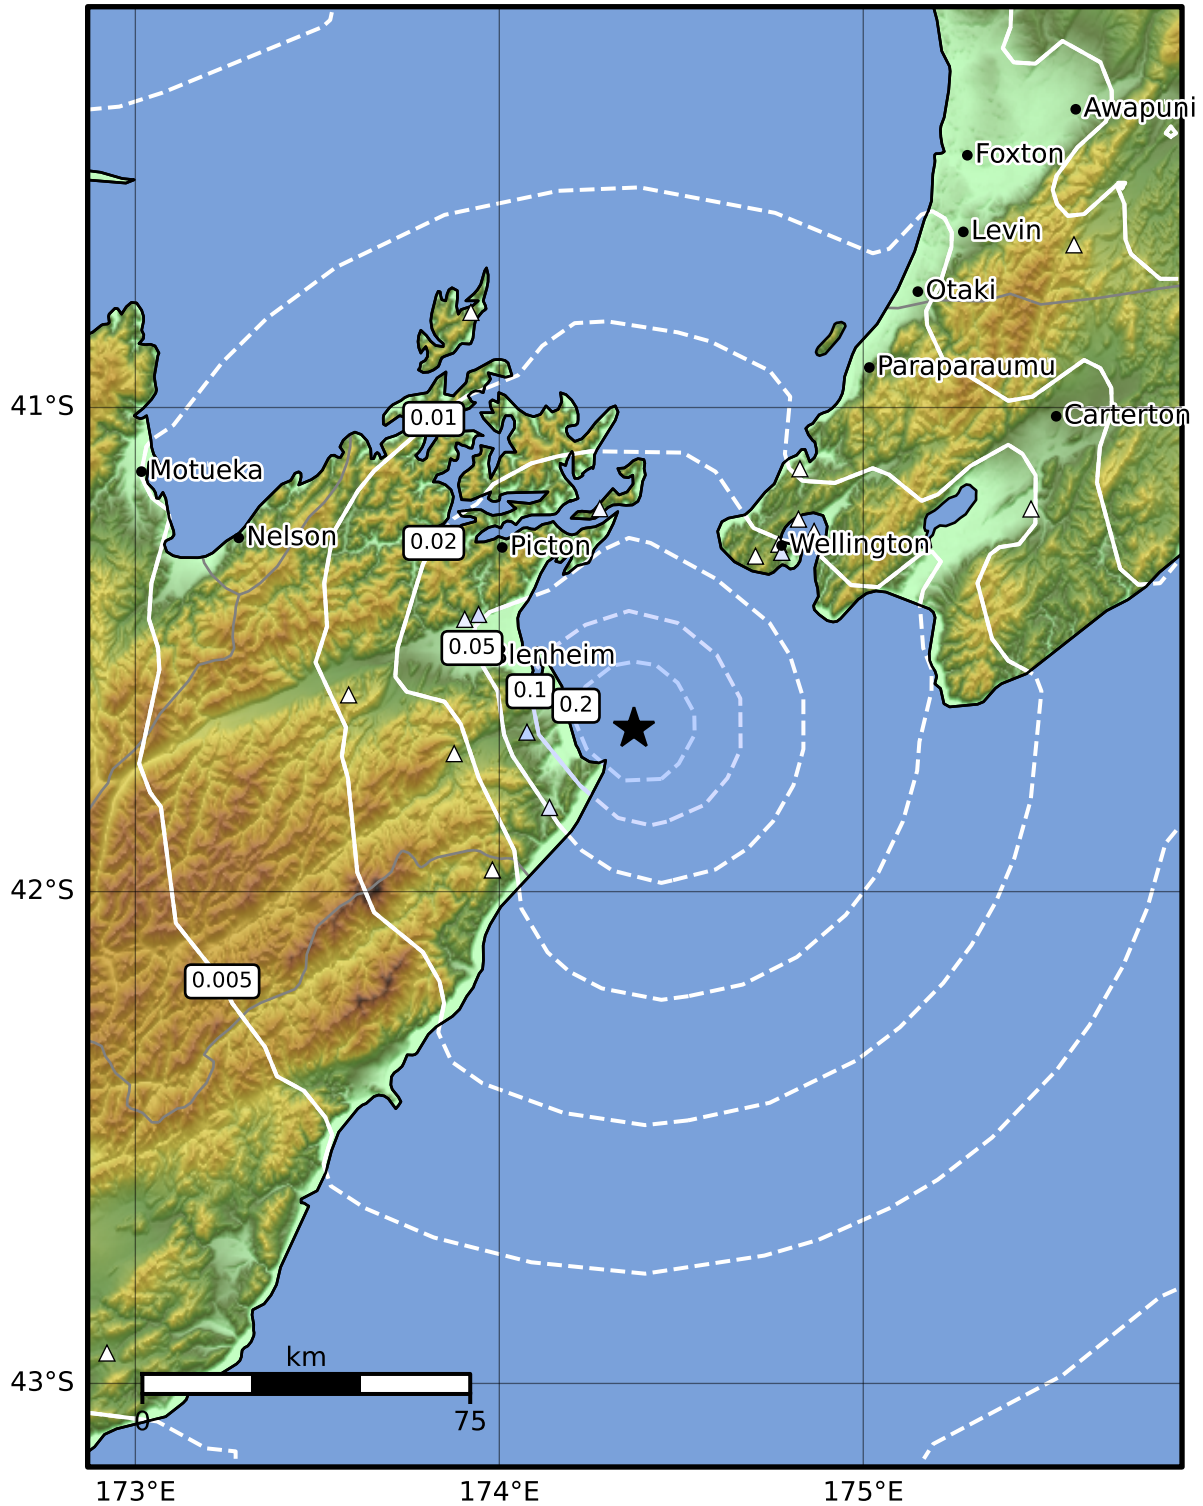 Awapuni
Foxton
Levin
Otaki
Paraparaumu
41°S
0.01
Carterton
Motueka
Nelson
0.02
Picton
Wellington
0.05
Blenheim
0.1
0.2
42°S
0.005
km
43°S
0
75
173°E
174°E
175°E